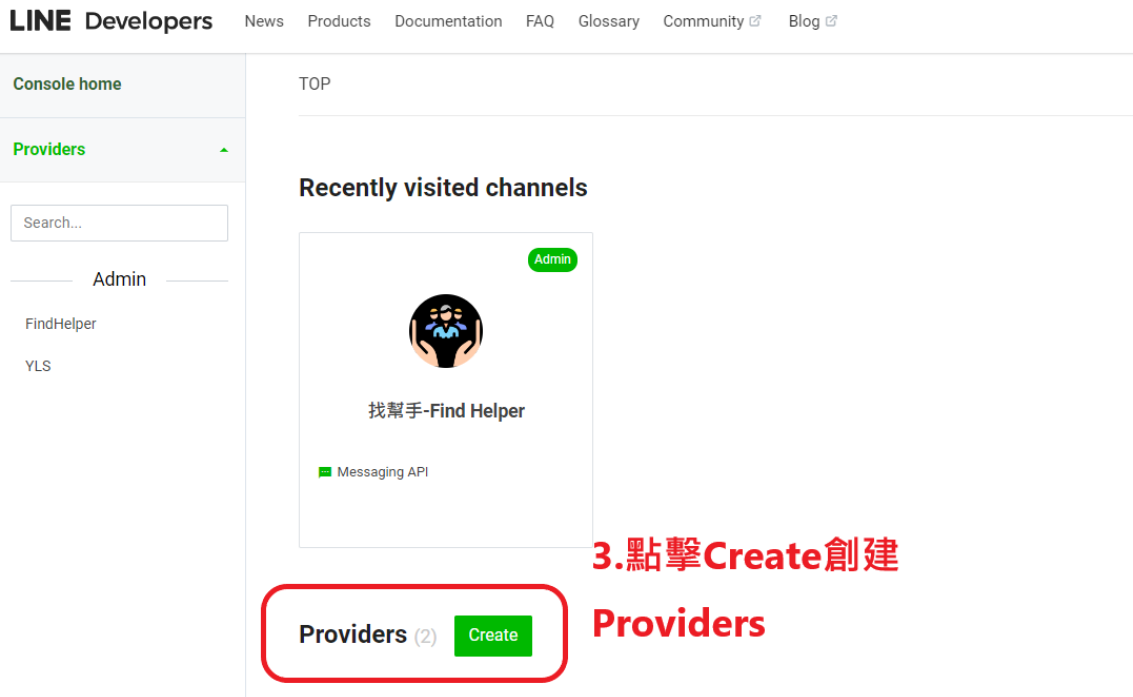 LINE Developers News Products Documentation FAQ Glossary Community Blog
Console home
Providers
Search...
Admin
FindHelper
YLS
TOP
Recently visited channels
Admin
找幫手-Find Helper
Messaging API
Providers (2) Create
3.點擊Create創建
Providers